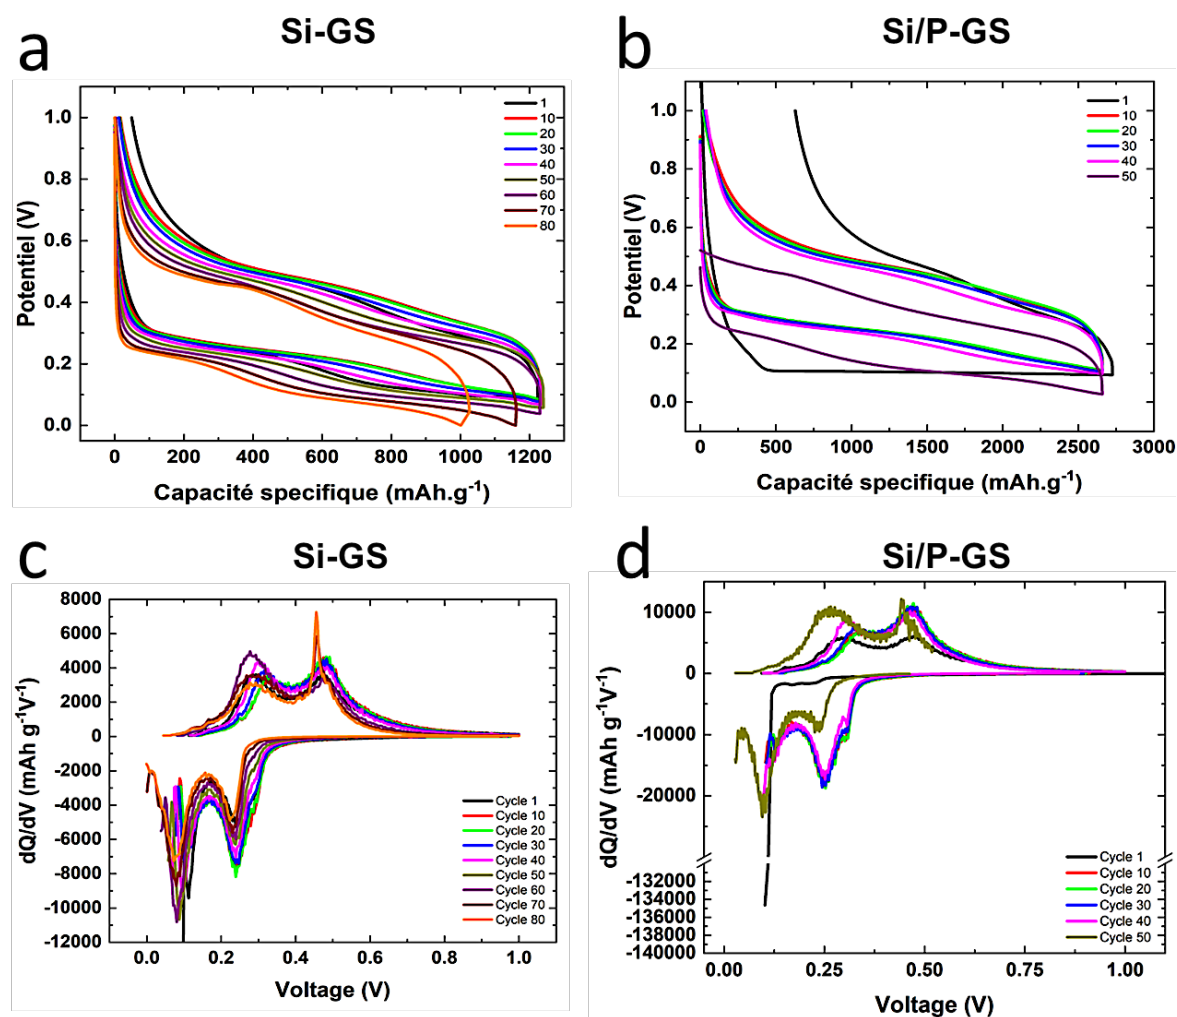 a
Si-GS
b
Si/P-GS
Potentiel (V)
1.0
0.8
0.6
0.4
0.2
0.0
1
10
20
30
40
50
60
70
80
0
200
400
600
800
1000
1200
Capacité specifique (mAh.g-1)
Potentiel (V)
1.0
0.8
0.6
0.4
0.2
0.0
1
10
20
30
40
50
0
500
1000
1500
2000
2500
3000
Capacité specifique (mAh.g-1)
c
Si-GS
d
Si/P-GS
dQ/dV (mAh g-1V-1)
8000
6000
4000
2000
0
-2000
-4000
-6000
-8000
-10000
-12000
Cycle 1
Cycle 10
Cycle 20
Cycle 30
Cycle 40
Cycle 50
Cycle 60
Cycle 70
Cycle 80
0.0
0.2
0.4
0.6
0.8
1.0
Voltage (V)
dQ/dV (mAh g-1V-1)
10000
0
-10000
-20000
-132000
-134000
-136000
-138000
-140000
Cycle 1
Cycle 10
Cycle 20
Cycle 30
Cycle 40
Cycle 50
0.00
0.25
0.50
0.75
1.00
Voltage (V)